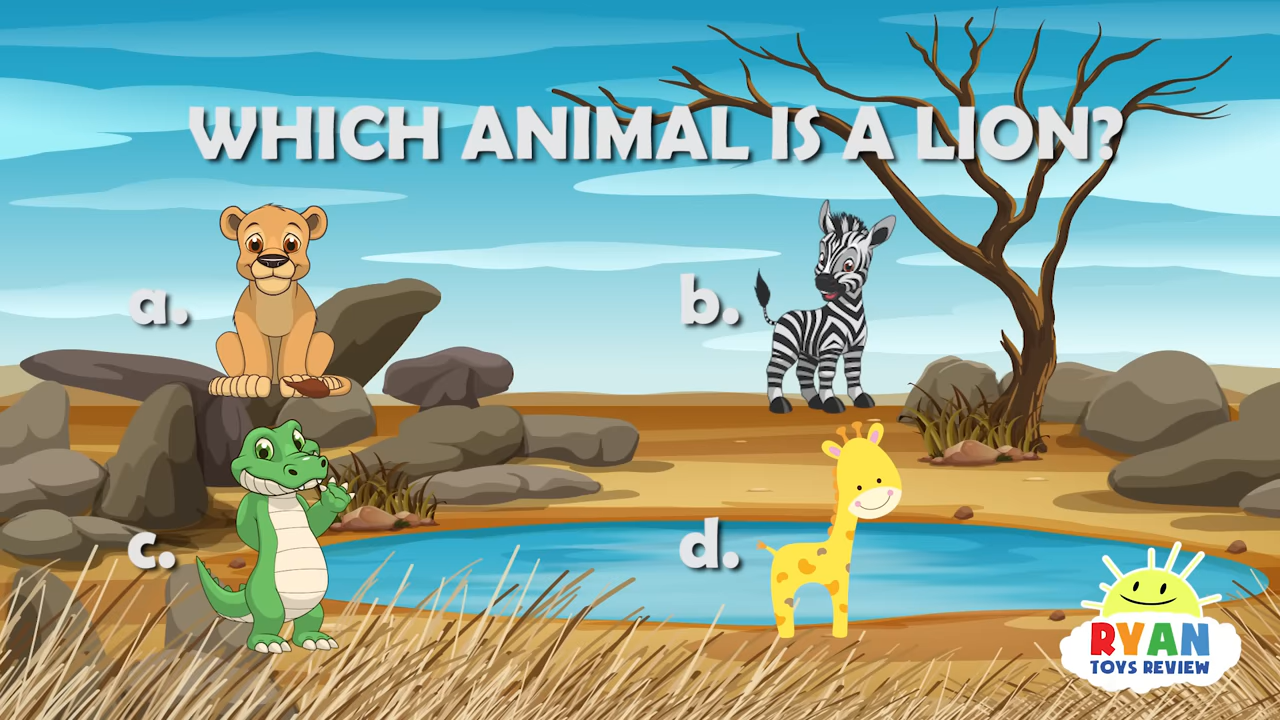 WHICH ANIMAL IS A LION?
a.
b.
c.
d.
RYAN
TOYS REVIEW